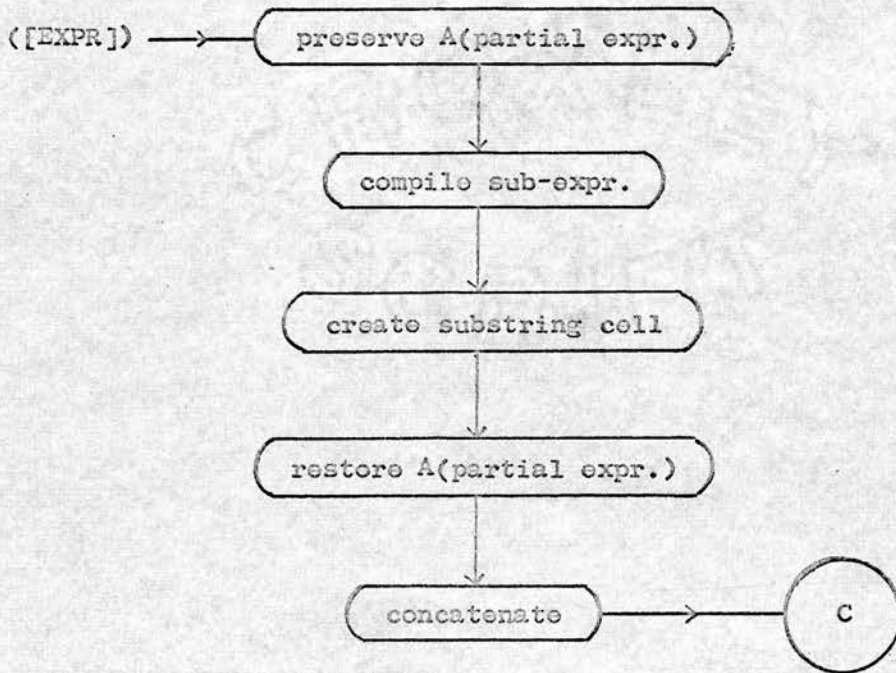 ([EXPR])
preserve A(partial expr.)
compile sub-expr.
create substring cell
restore A(partial expr.)
concatenate
C